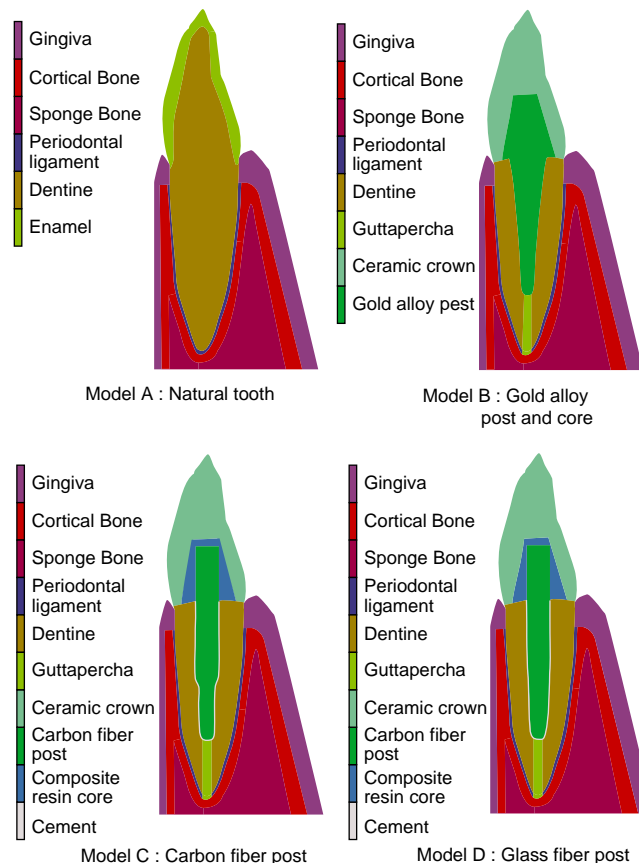 Gingiva
Cortical Bone
Sponge Bone
Periodontal
ligament
Dentine
Enamel
Model A : Natural tooth
Gingiva
Cortical Bone
Sponge Bone
Periodontal
ligament
Dentine
Guttapercha
Ceramic crown
Gold alloy pest
Model B : Gold alloy
post and core
Gingiva
Cortical Bone
Sponge Bone
Periodontal
ligament
Dentine
Guttapercha
Ceramic crown
Carbon fiber
post
Composite
resin core
Cement
Model C : Carbon fiber post
Gingiva
Cortical Bone
Sponge Bone
Periodontal
ligament
Dentine
Guttapercha
Ceramic crown
Carbon fiber
post
Composite
resin core
Cement
Model D : Glass fiber post